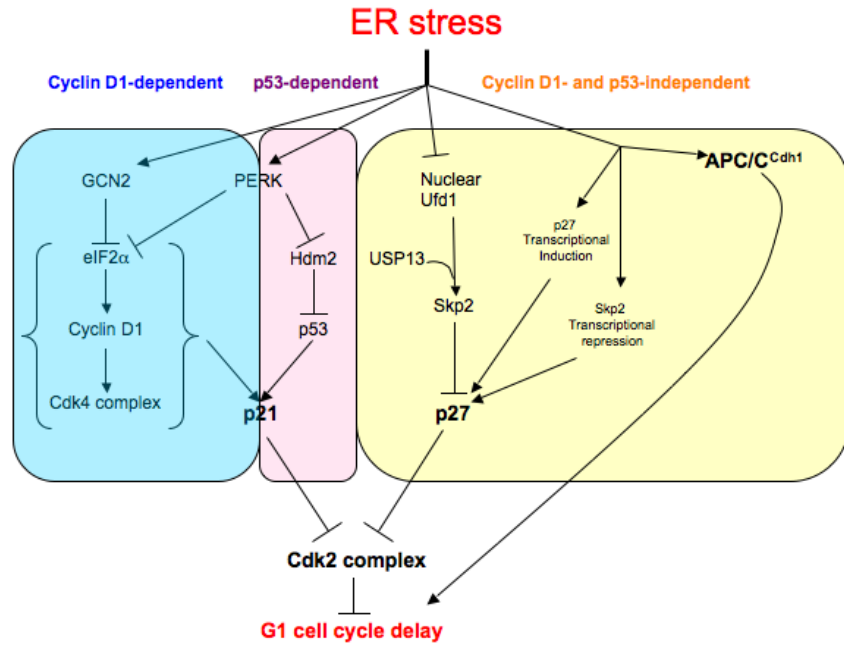 ER stress
Cyclin D1-dependent
p53-dependent
Cyclin D1- and p53-independent
GCN2
PERK
Nuclear
Ufd1
APC/C^Cdh1
p27
Transcriptional
Induction
eIF2α
Hdm2
USP13
Skp2
Cyclin D1
p53
Skp2
Transcriptional
repression
Cdk4 complex
p21
p27
Cdk2 complex
G1 cell cycle delay